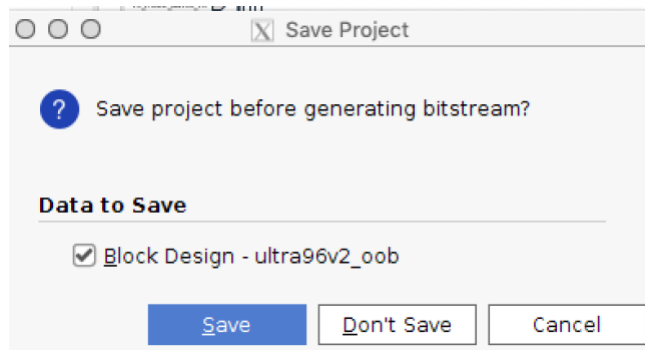 Save Project
? Save project before generating bitstream?
Data to Save
Block Design - ultra96v2_oob
Save Don't Save Cancel